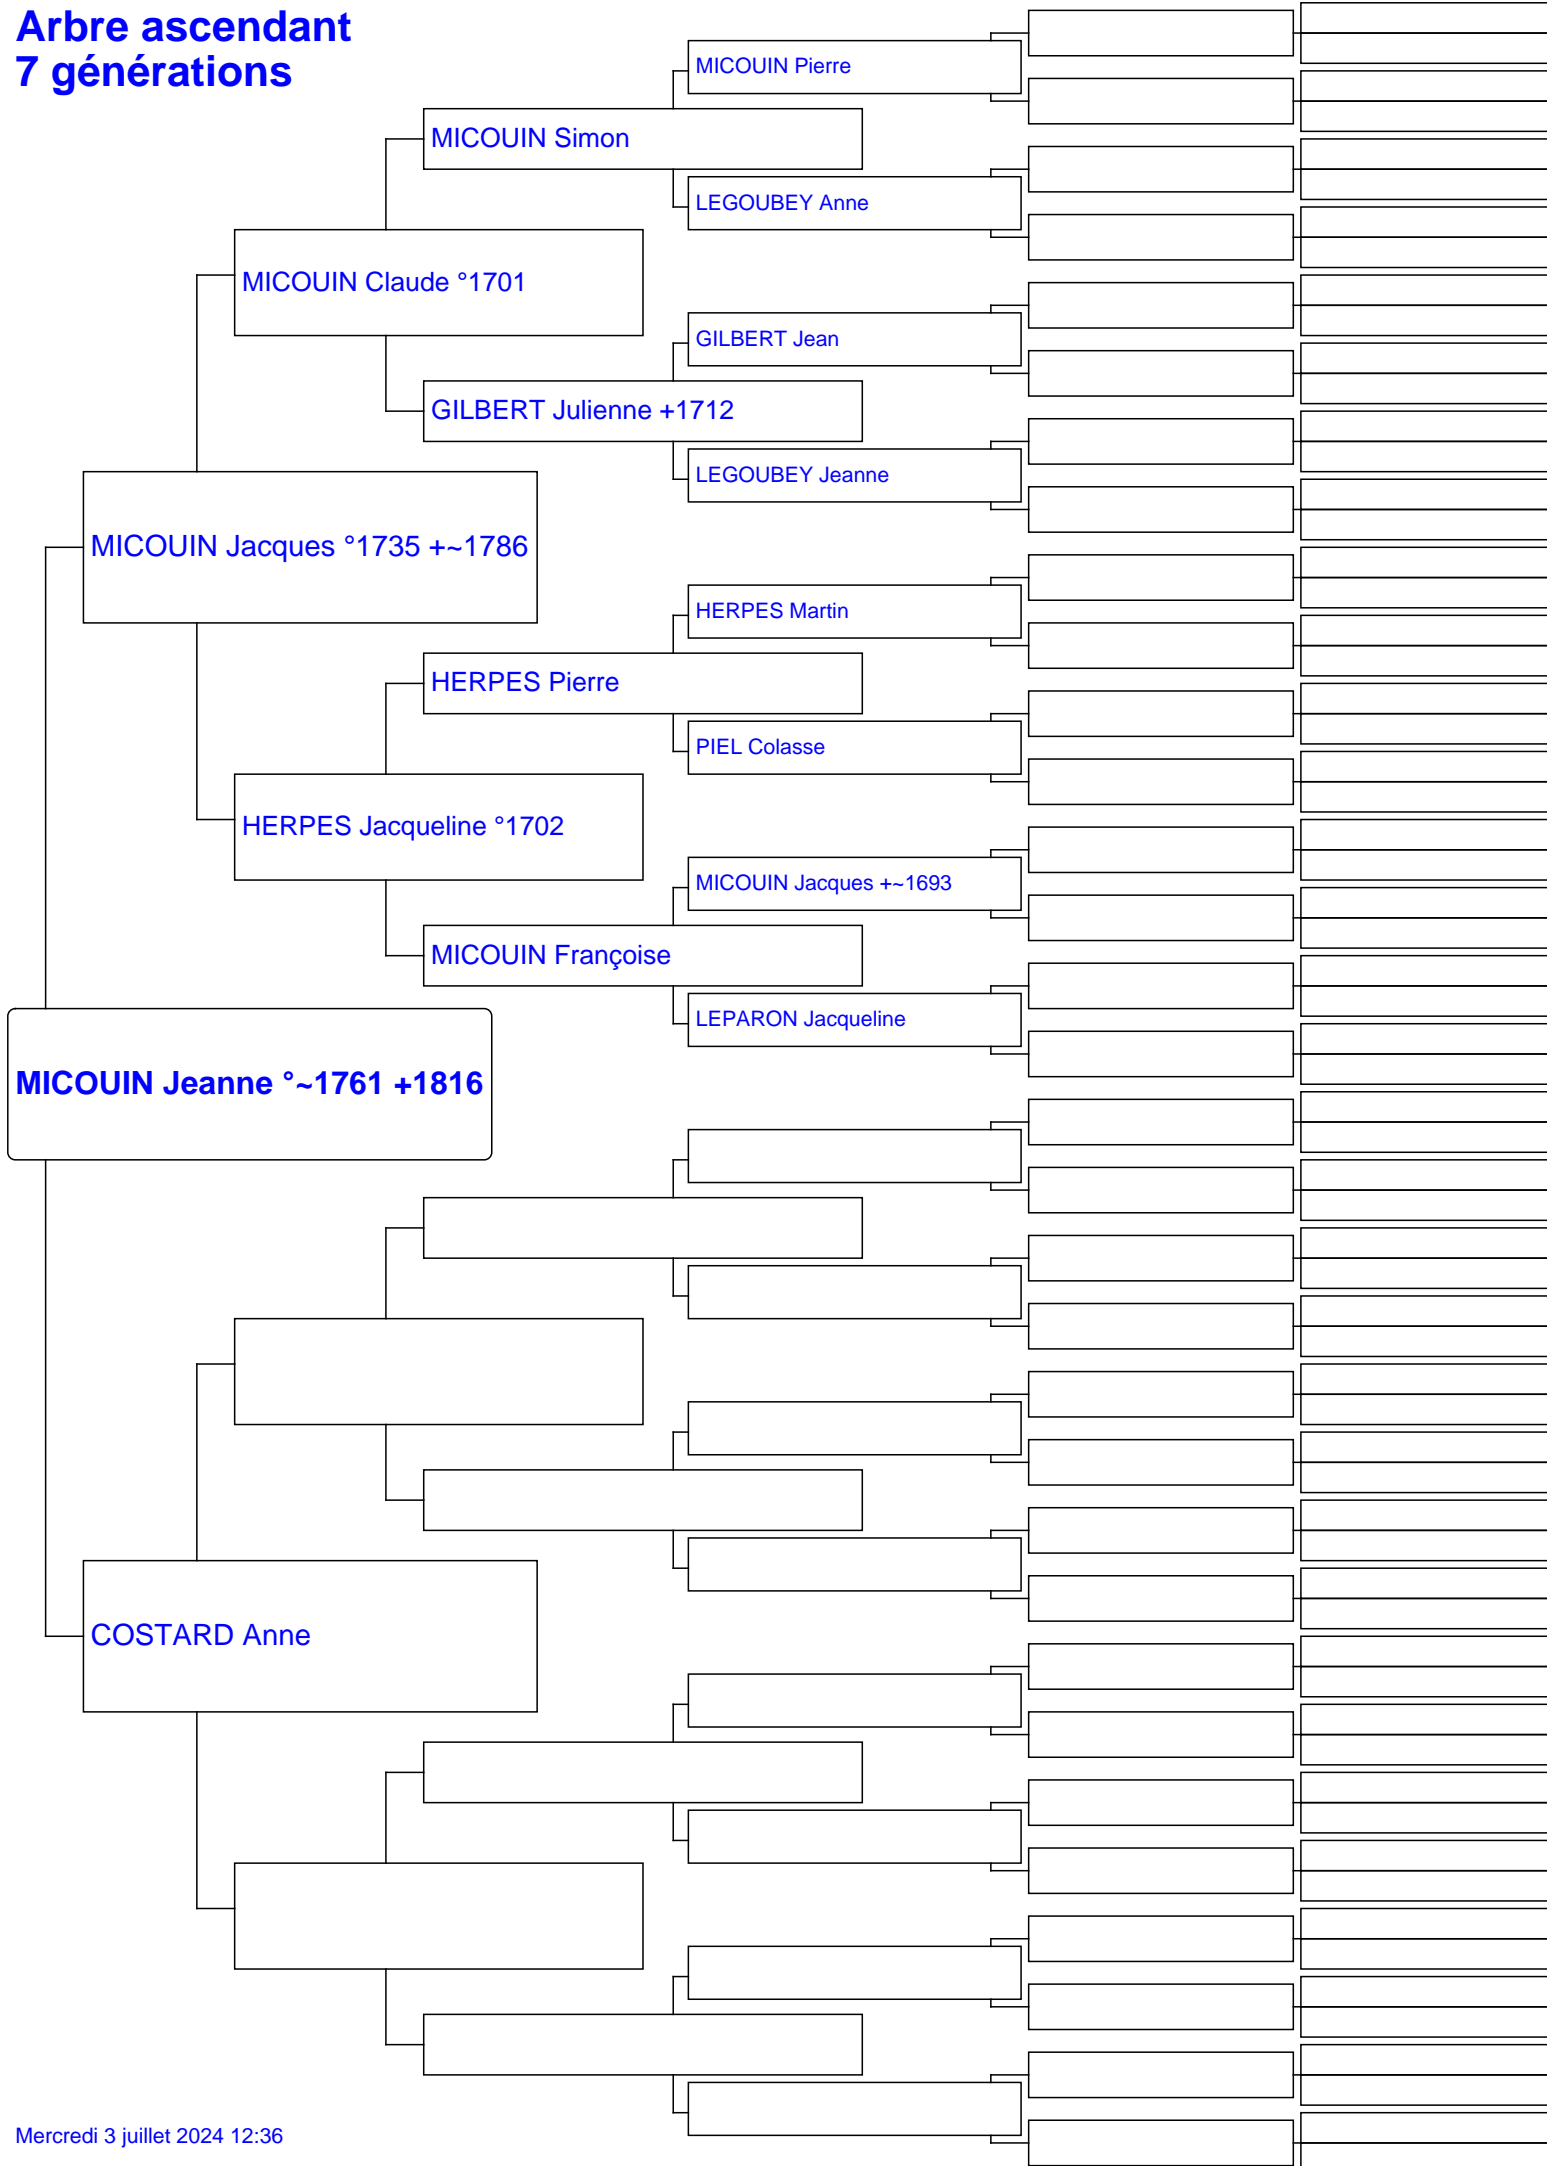 Arbre ascendant
7 générations
MICOUIN Pierre
MICOUIN Simon
LEGOUBEY Anne
MICOUIN Claude °1701
GILBERT Jean
GILBERT Julienne +1712
LEGOUBEY Jeanne
MICOUIN Jacques °1735 +~1786
HERPES Martin
HERPES Pierre
PIEL Colasse
HERPES Jacqueline °1702
MICOUIN Jacques +~1693
MICOUIN Françoise
LEPARON Jacqueline
MICOUIN Jeanne °~1761 +1816
COSTARD Anne
Mercredi 3 juillet 2024 12:36